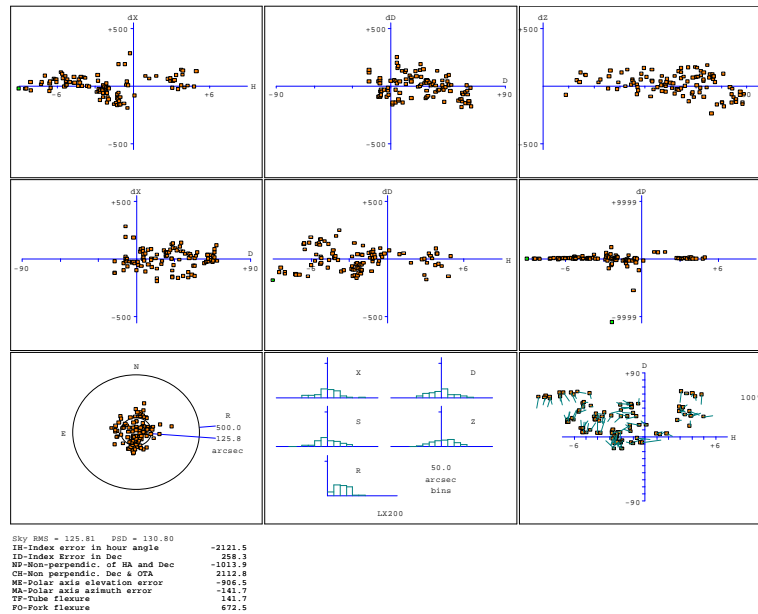 dX
+500
-6
+6
H
-500
dD
+500
-90
D
+90
-500
dZ
+500
-500
dX
+500
-90
D
+90
-500
dD
+500
-6
+6
H
-500
dP
+9999
-6
+6
-9999
N
E
R
500.0
125.8
arcsec
X
D
S
Z
R
50.0
arcsec
bins
LX200
D
+90
100"
-6
H
+6
-90
Sky RMS = 125.81 PSD = 130.80
IH-Index error in hour angle -2121.5
ID-Index Error in Dec 258.3
NP-Non-perpendic. of HA and Dec -1013.9
CH-Non perpendic. Dec & OTA 2112.8
ME-Polar axis elevation error -906.5
MA-Polar axis azimuth error -141.7
TF-Tube flexure 141.7
FO-Fork flexure 672.5